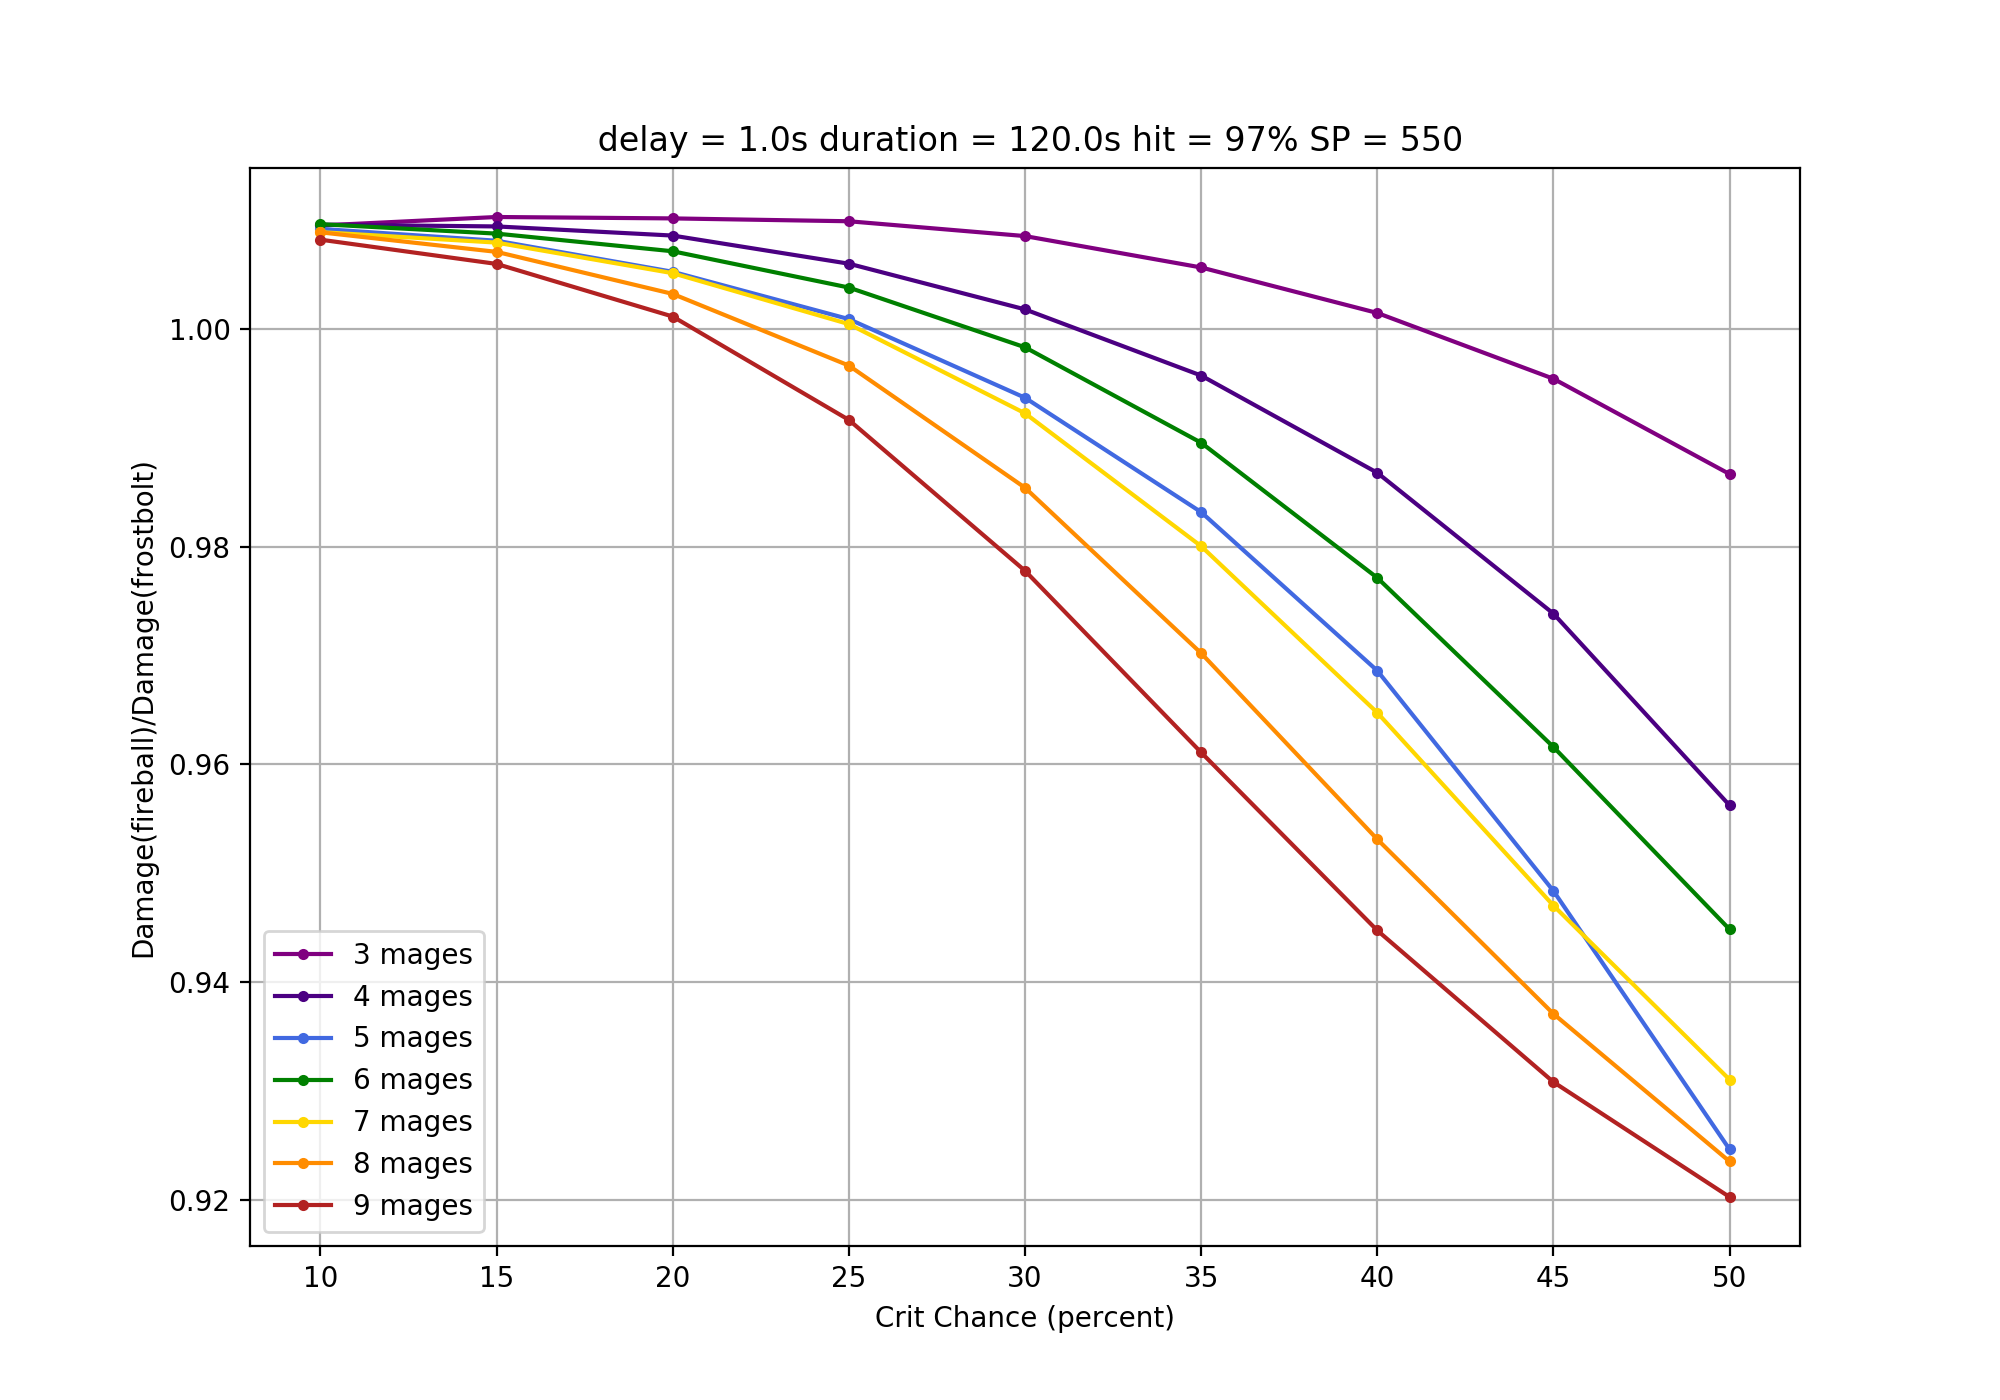 delay = 1.0s duration = 120.0s hit = 97% SP = 550
Damage(fireball)/Damage(frostbolt)
1.00
0.98
0.96
0.94
0.92
3 mages
4 mages
5 mages
6 mages
7 mages
8 mages
9 mages
10 15 20 25 30 35 40 45 50
Crit Chance (percent)